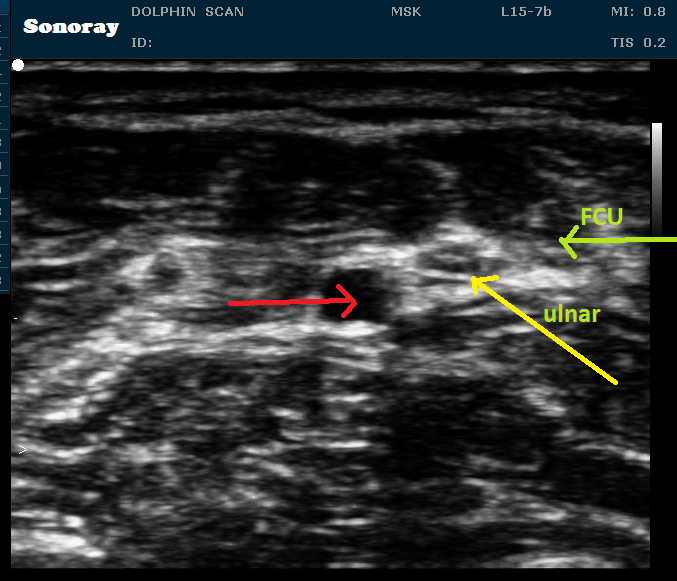 Sonoray
DOLPHIN SCAN MSK L15-7b MI: 0.8
ID: TIS 0.2
FCU
ulnar